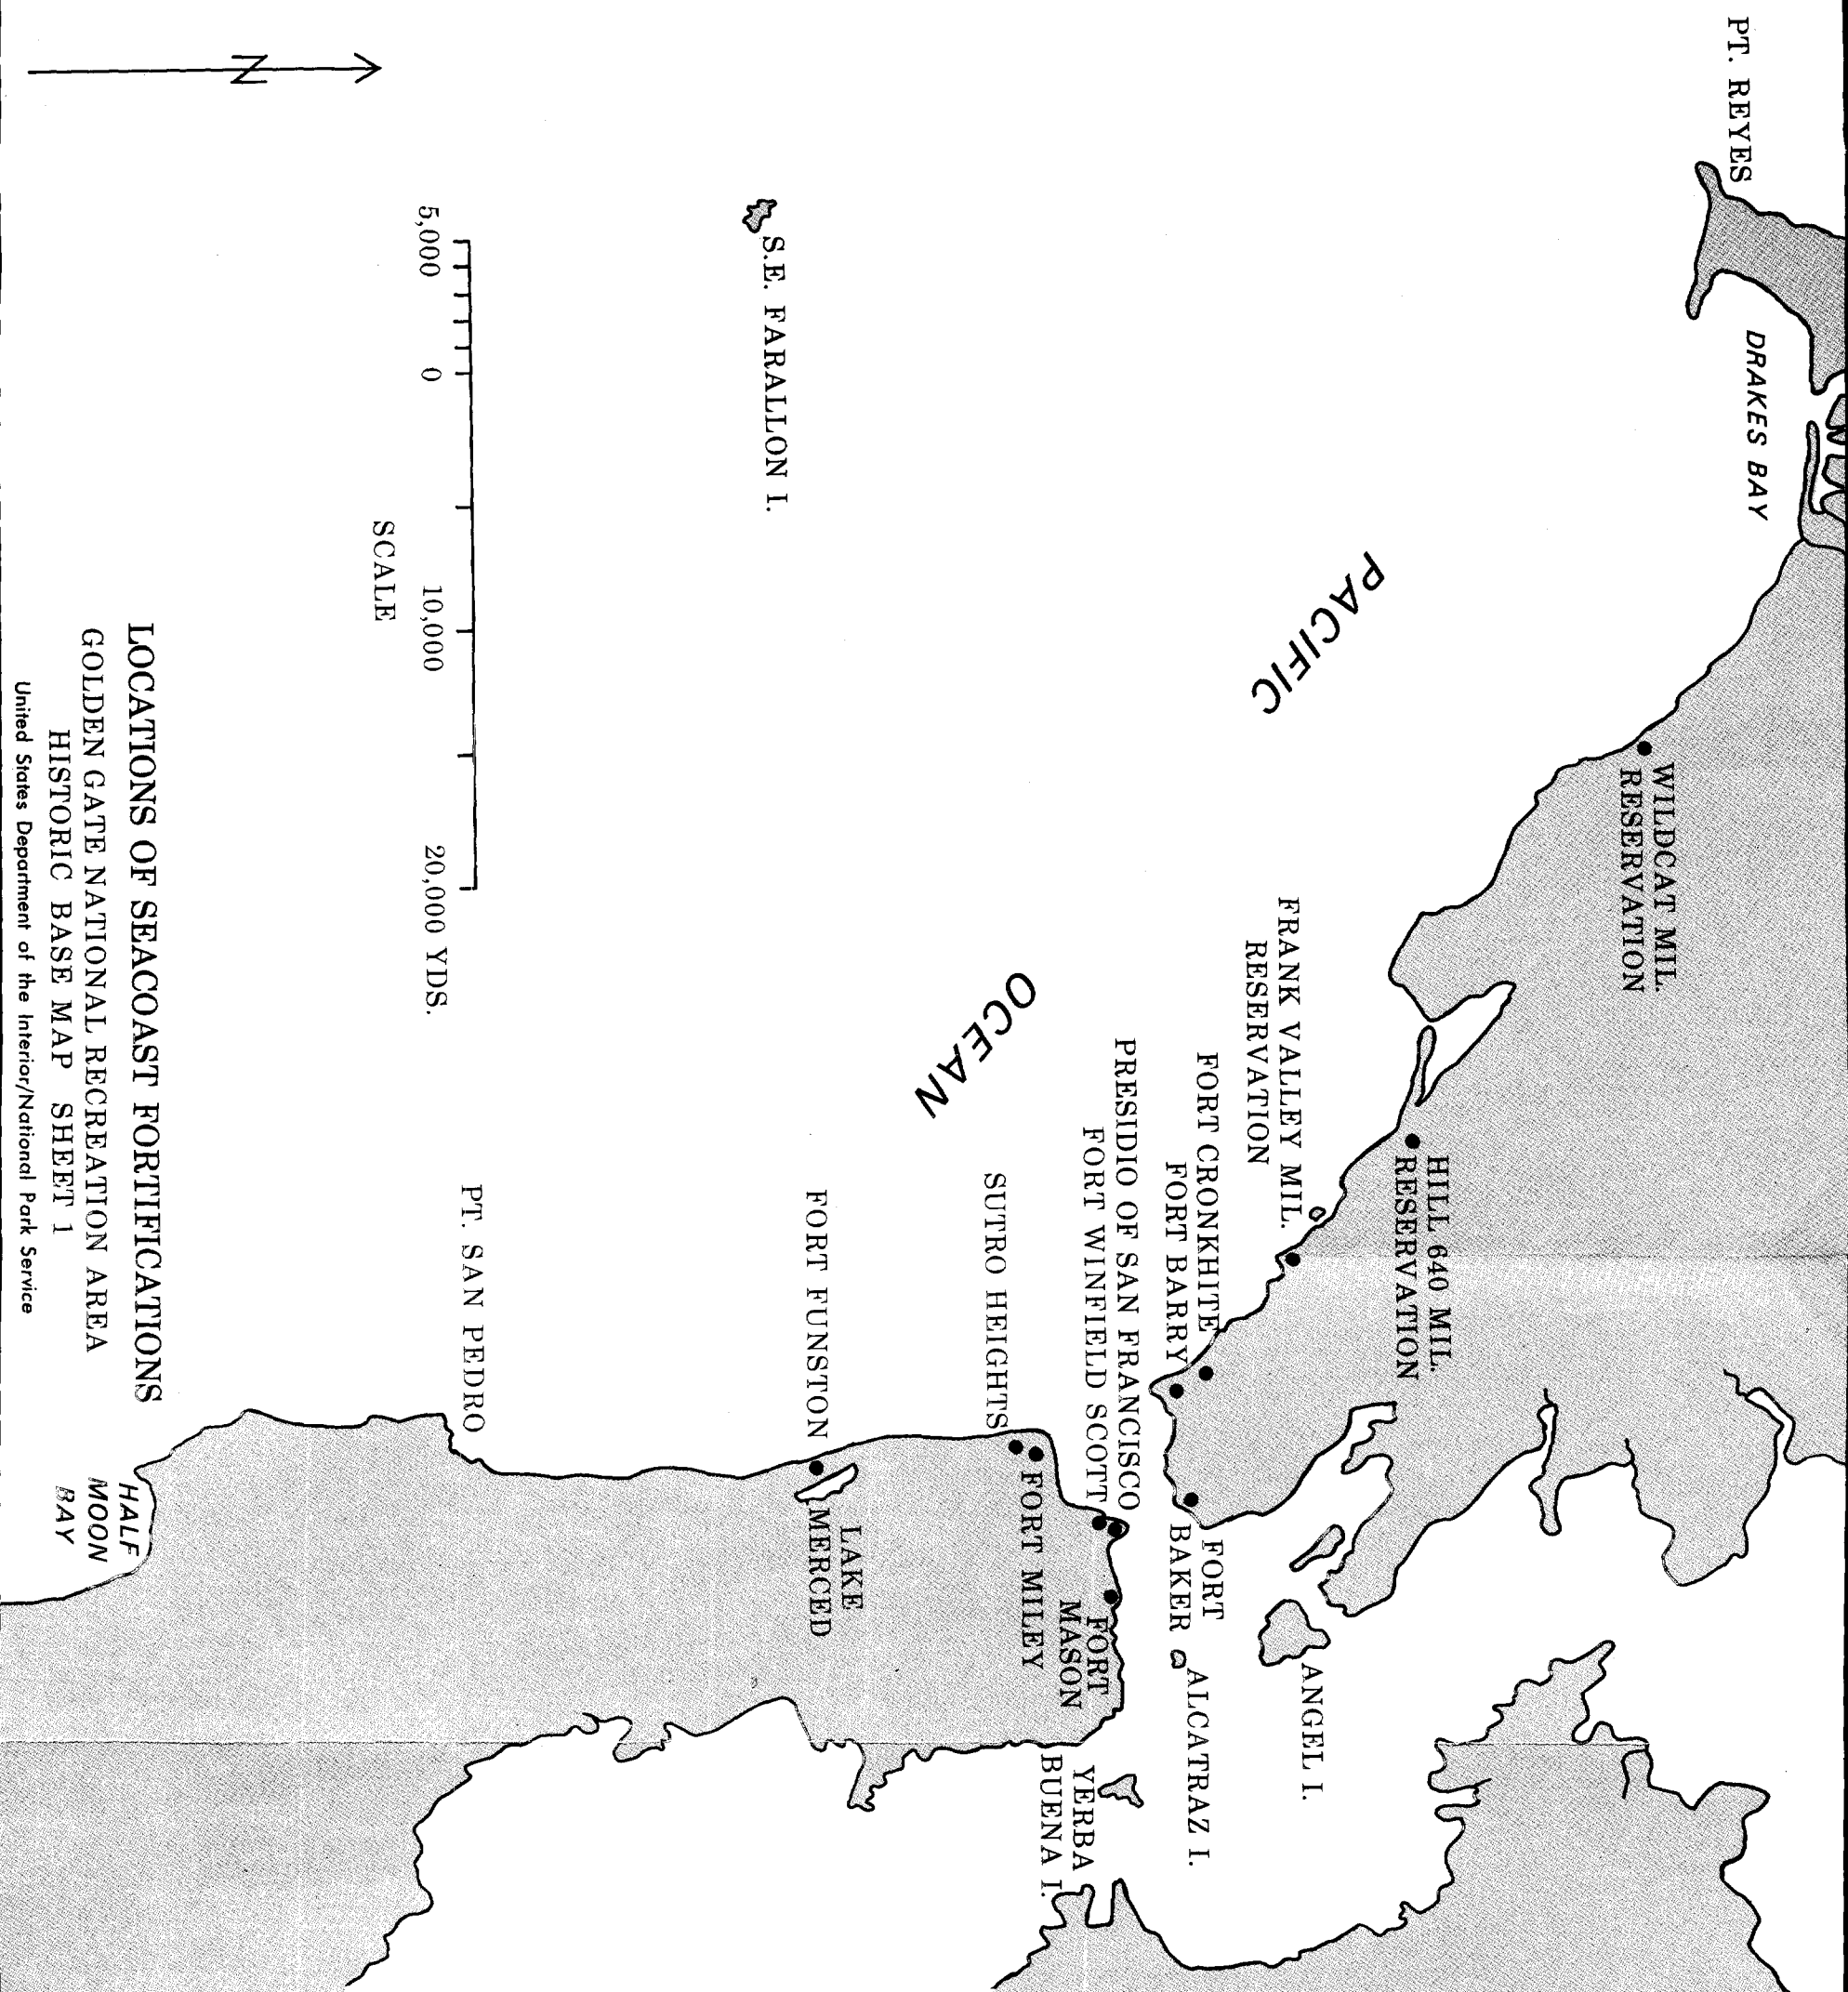 PT. REYES
DRAKES BAY
WILDCAT MIL.
RESERVATION
HILL 640 MIL.
RESERVATION
PACIFIC
FRANK VALLEY MIL.
RESERVATION
FORT CRONKHITE
FORT BARRY
FORT
BAKER
ANGEL I.
ALCATRAZ I.
PRESIDIO OF SAN FRANCISCO
FORT WINFIELD SCOTT
FORT
MASON
YERBA
BUENA I.
OCEAN
SUTRO HEIGHTS
FORT MILEY
S.E. FARALLON I.
FORT FUNSTON
LAKE
MERCED
PT. SAN PEDRO
5,000 0 10,000 20,000 YDS.
SCALE
N
HALF
MOON
BAY
LOCATIONS OF SEACOAST FORTIFICATIONS
GOLDEN GATE NATIONAL RECREATION AREA
HISTORIC BASE MAP SHEET 1
United States Department of the Interior/National Park Service